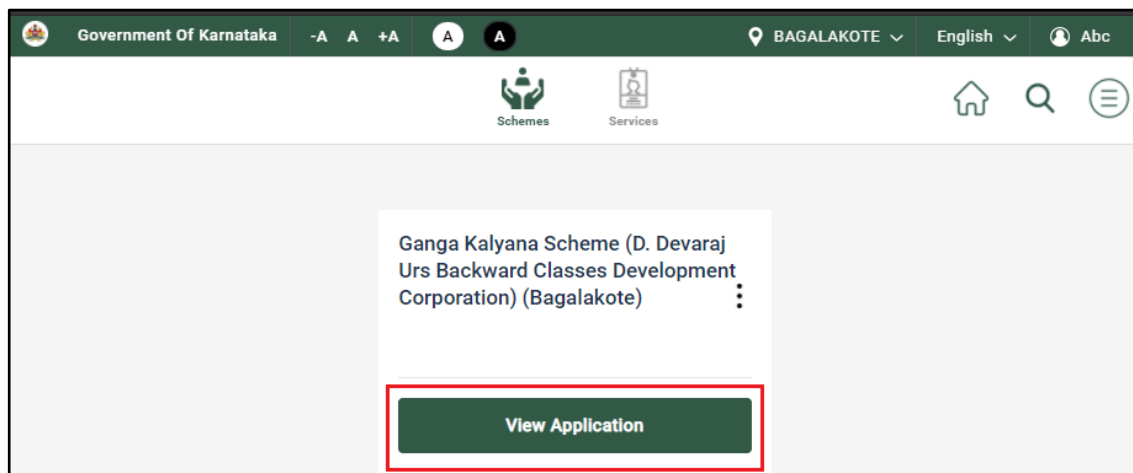 Government Of Karnataka -A A +A A A BAGALAKOTE English Abc
Schemes Services
Ganga Kalyana Scheme (D. Devaraj
Urs Backward Classes Development
Corporation) (Bagalakote)
View Application